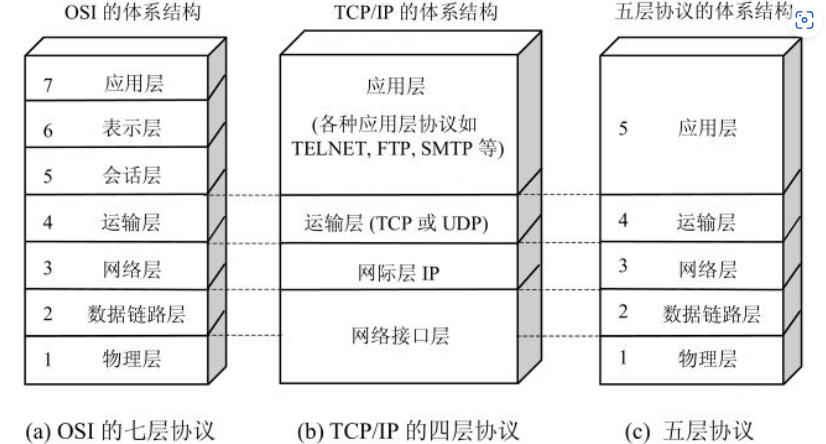 OSI 的体系结构
7 应用层
6 表示层
5 会话层
4 运输层
3 网络层
2 数据链路层
1 物理层
(a) OSI 的七层协议
TCP/IP 的体系结构
应用层
(各种应用层协议如
TELNET, FTP, SMTP 等)
运输层 (TCP 或 UDP)
网际层 IP
网络接口层
(b) TCP/IP 的四层协议
五层协议的体系结构
5 应用层
4 运输层
3 网络层
2 数据链路层
1 物理层
(c) 五层协议